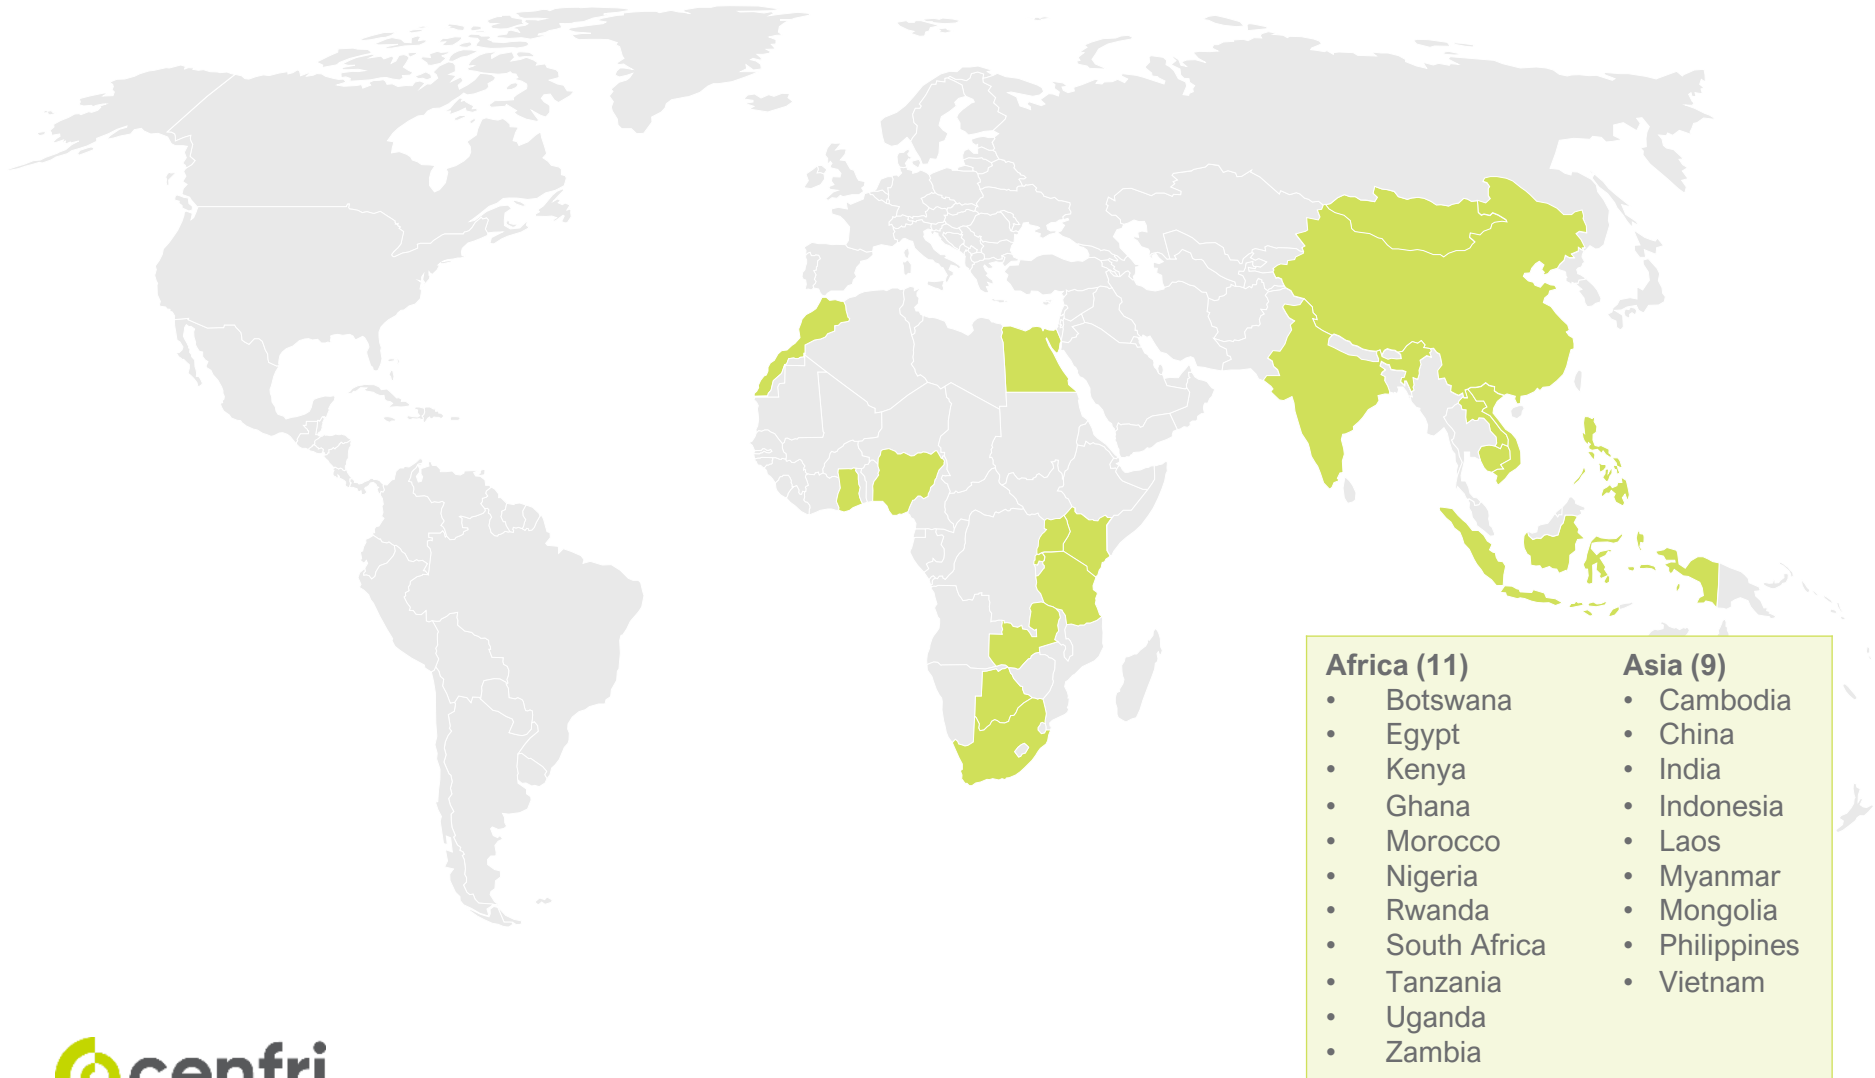 Africa (11)
• Botswana
• Egypt
• Kenya
• Ghana
• Morocco
• Nigeria
• Rwanda
• South Africa
• Tanzania
• Uganda
• Zambia
Asia (9)
• Cambodia
• China
• India
• Indonesia
• Laos
• Myanmar
• Mongolia
• Philippines
• Vietnam
cenfri